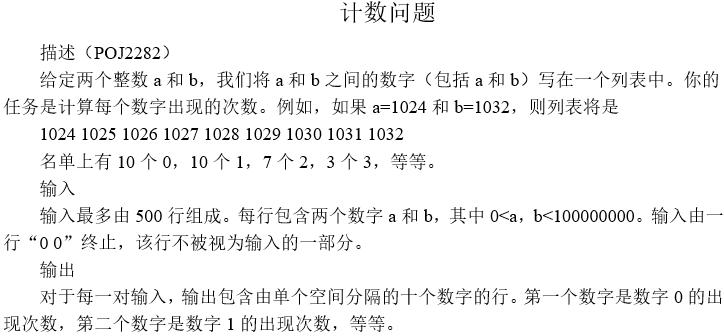 计数问题
描述（POJ2282）
给定两个整数 a 和 b，我们将 a 和 b 之间的数字（包括 a 和 b）写在一个列表中。你的
任务是计算每个数字出现的次数。例如，如果 a=1024 和 b=1032，则列表将是
1024 1025 1026 1027 1028 1029 1030 1031 1032
名单上有 10 个 0，10 个 1，7 个 2，3 个 3，等等。
输入
输入最多由 500 行组成。每行包含两个数字 a 和 b，其中 0<a，b<100000000。输入由一
行“0 0”终止，该行不被视为输入的一部分。
输出
对于每一对输入，输出包含由单个空间分隔的十个数字的行。第一个数字是数字 0 的出
现次数，第二个数字是数字 1 的出现次数，等等。